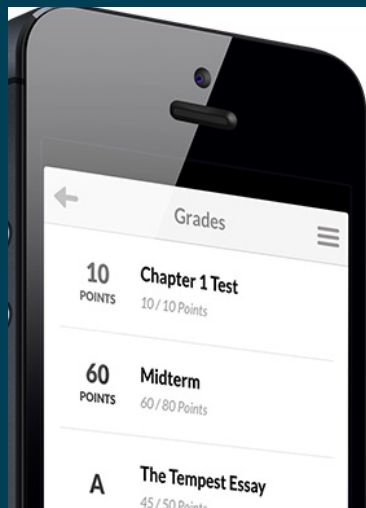 Grades
10
POINTS
Chapter 1 Test
10/10 Points
60
POINTS
Midterm
60/80 Points
A
The Tempest Essay
45/50 Points